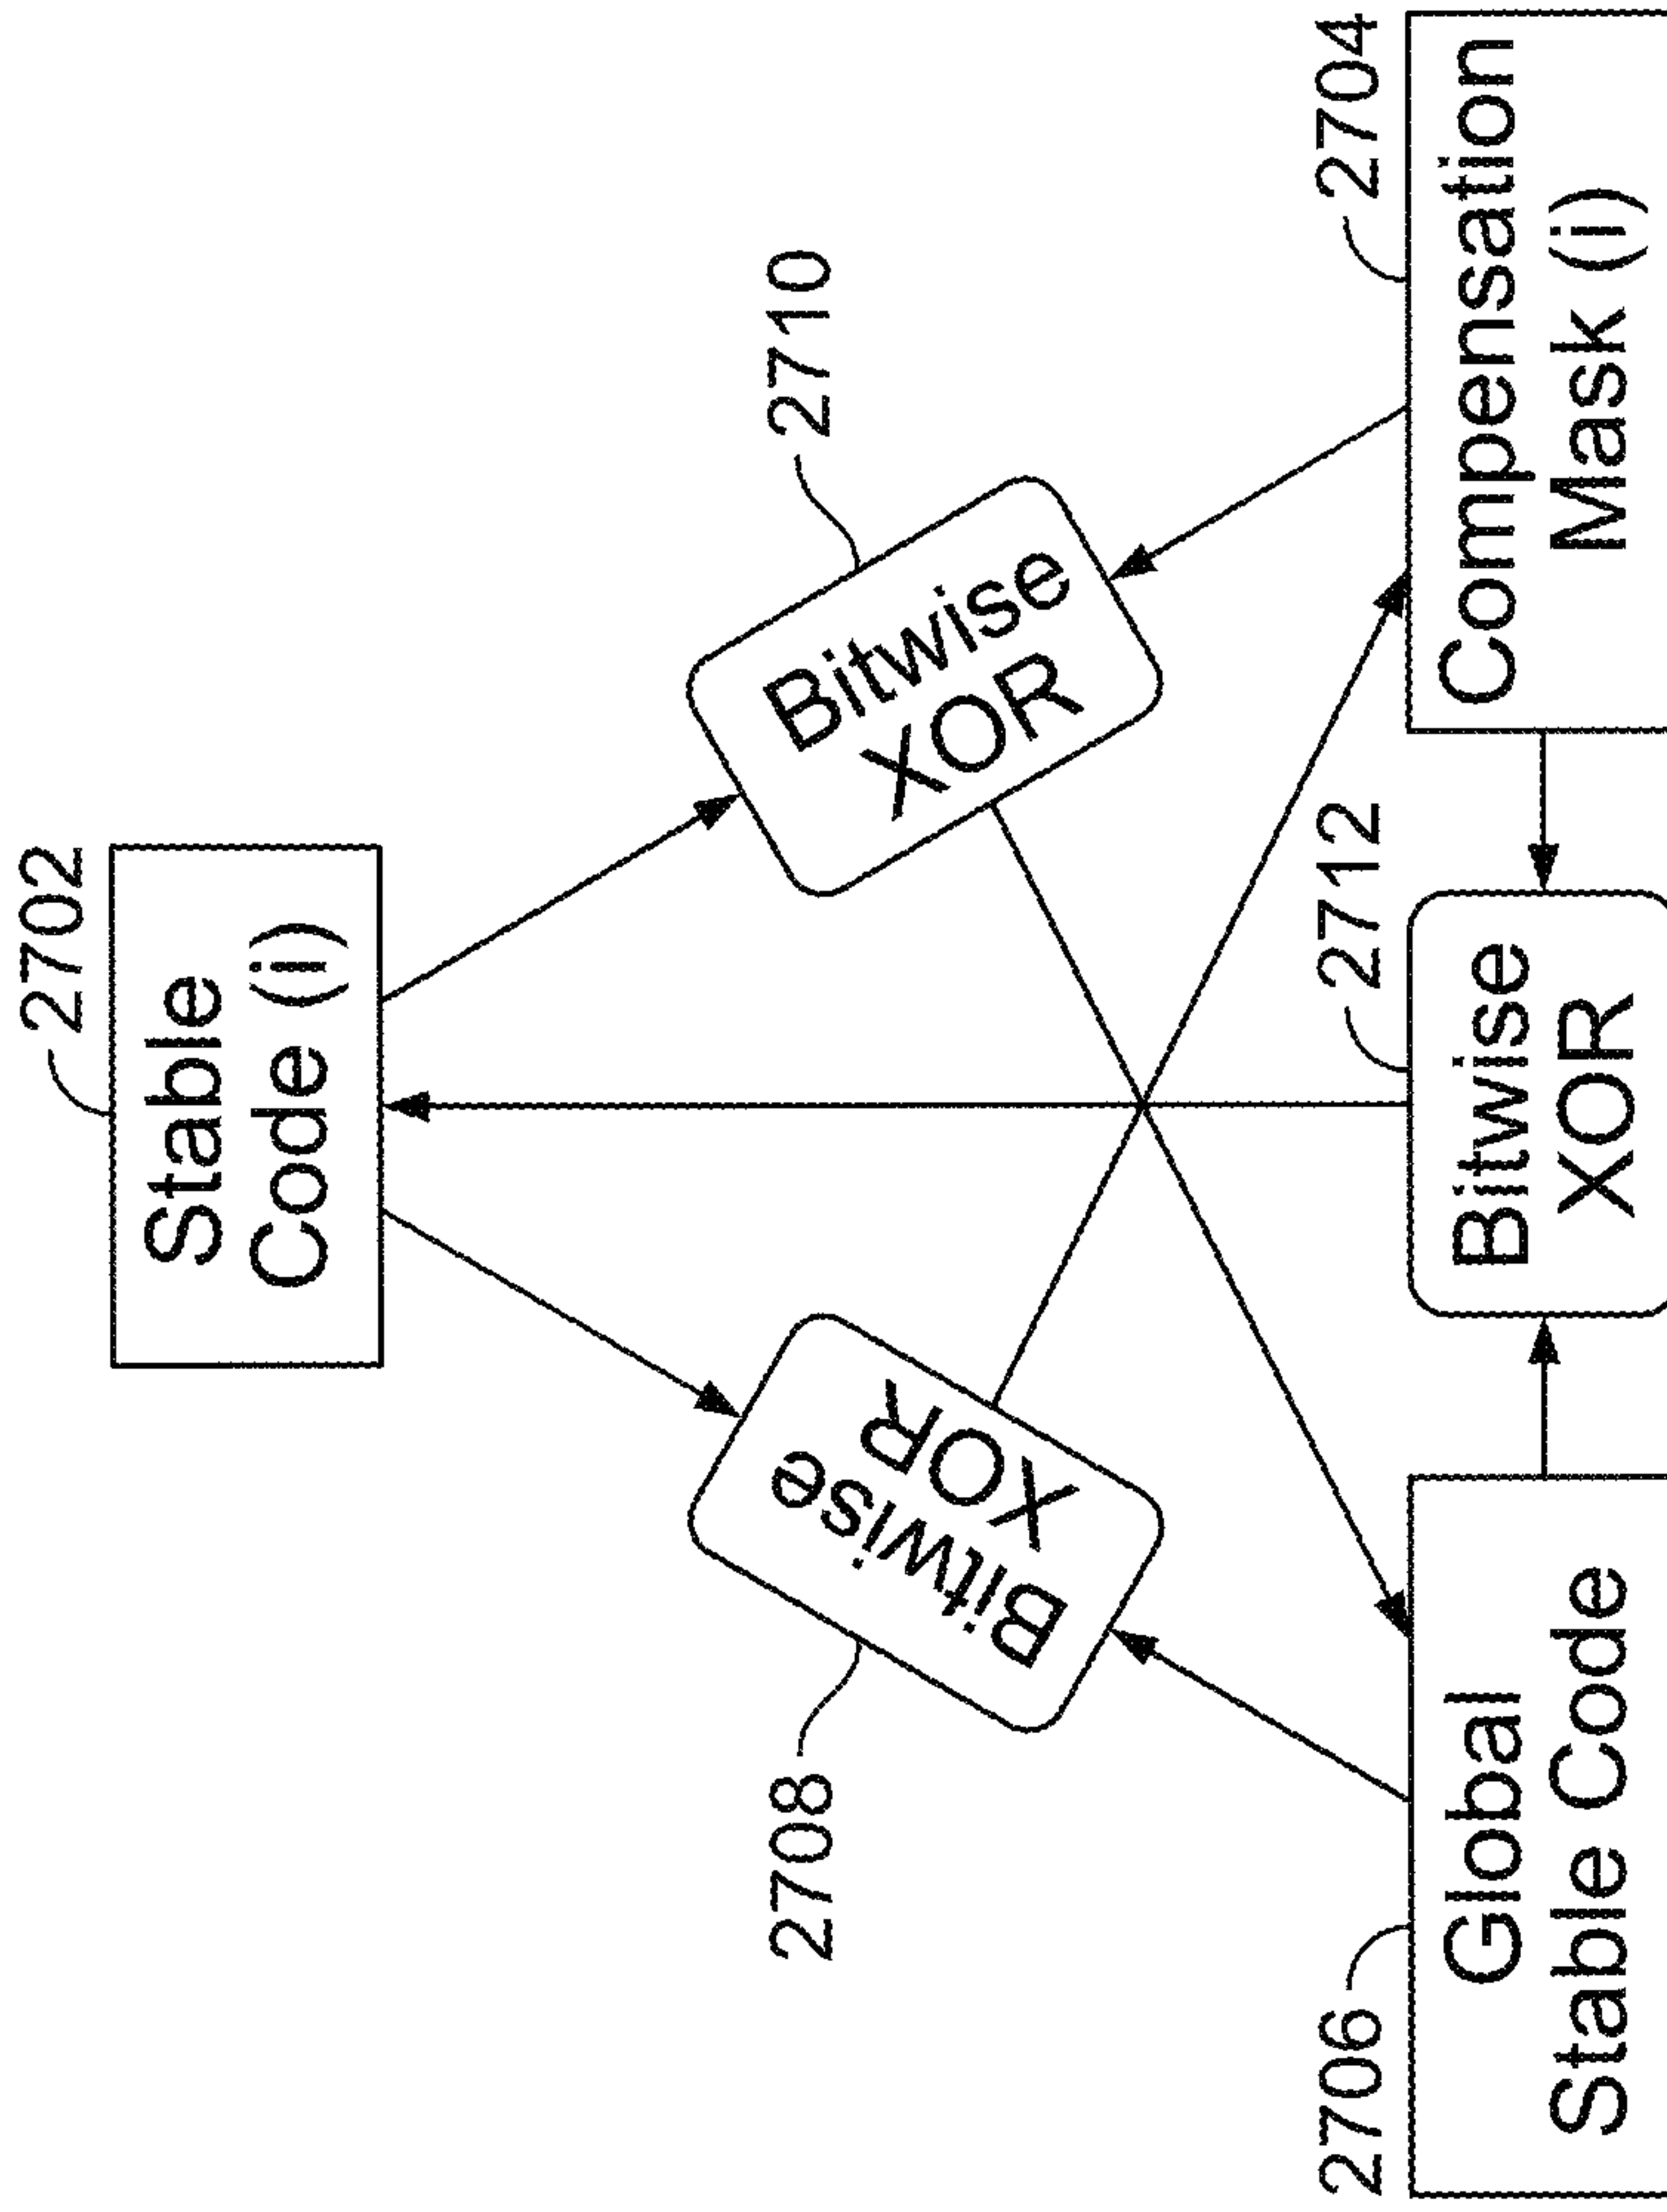 2702
Stable
Code (i)
2708
Bitwise
XOR
2710
Bitwise
XOR
2706
Global
Stable Code
2712
Bitwise
XOR
2704
Compensation
Mask (i)